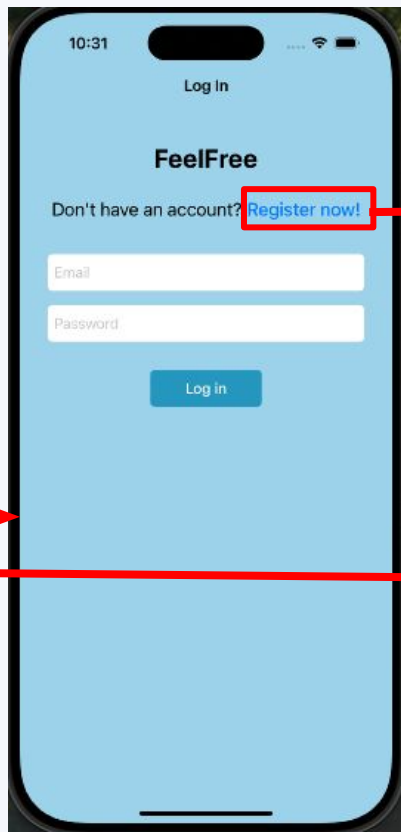 10:31
Log In
FeelFree
Don't have an account? Register now!
Email
Password
Log in